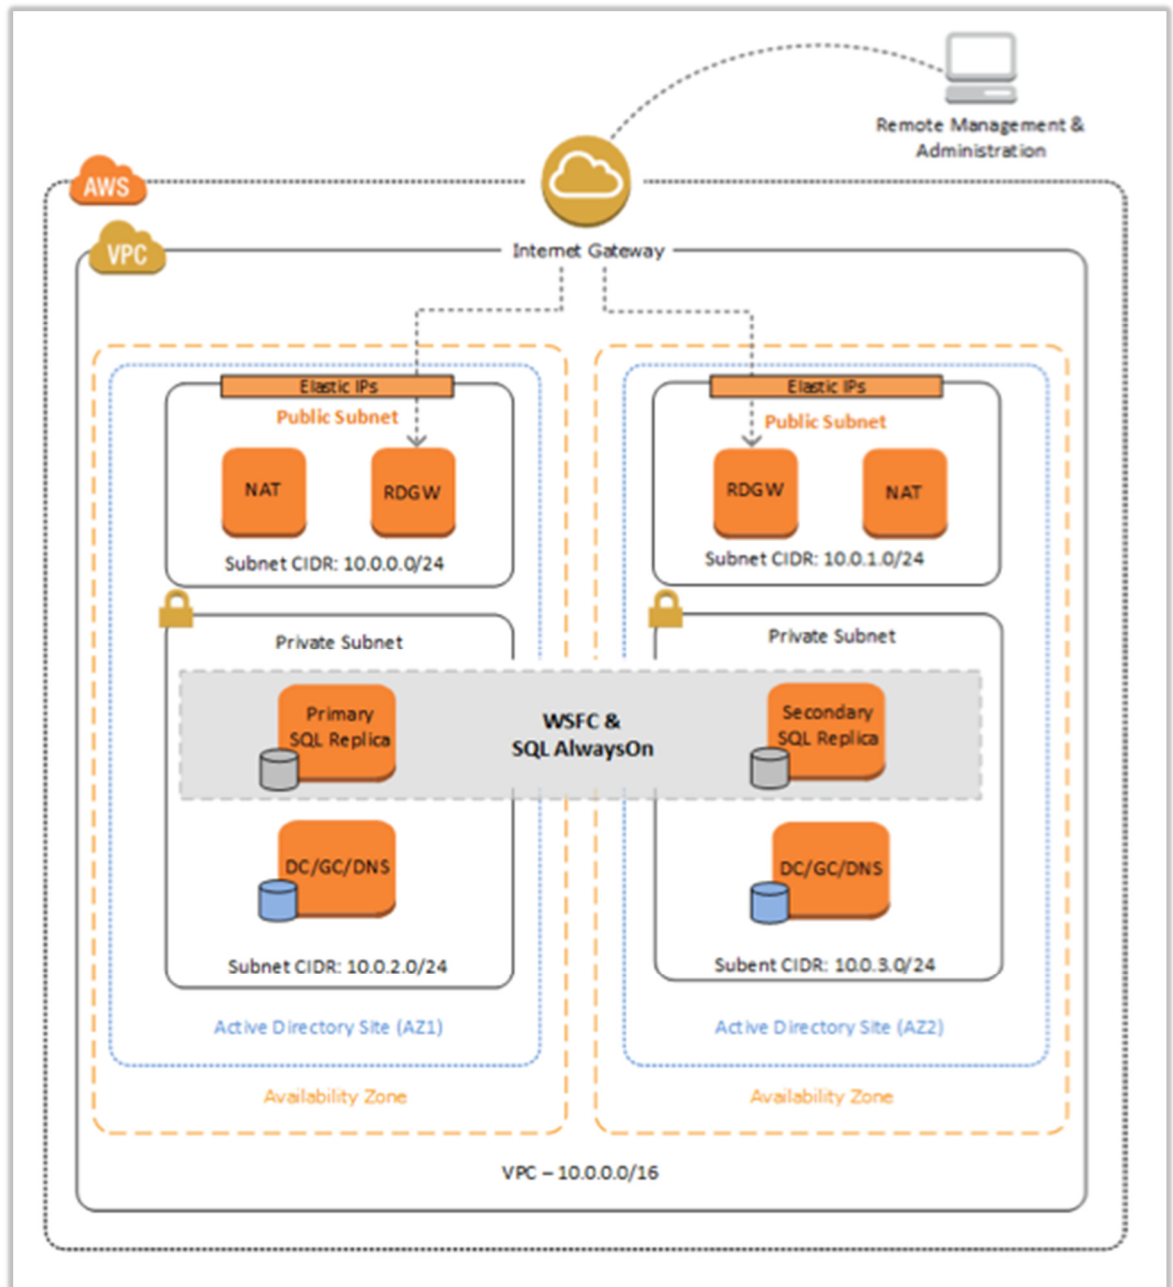 Remote Management &
Administration
AWS
VPC
Internet Gateway
Elastic IPs
Public Subnet
NAT
RDGW
Subnet CIDR: 10.0.0.0/24
Elastic IPs
Public Subnet
RDGW
NAT
Subnet CIDR: 10.0.1.0/24
Private Subnet
Private Subnet
Primary
SQL Replica
WSFC &
SQL AlwaysOn
Secondary
SQL Replica
DC/GC/DNS
DC/GC/DNS
Subnet CIDR: 10.0.2.0/24
Subent CIDR: 10.0.3.0/24
Active Directory Site (AZ1)
Active Directory Site (AZ2)
Availability Zone
Availability Zone
VPC – 10.0.0.0/16